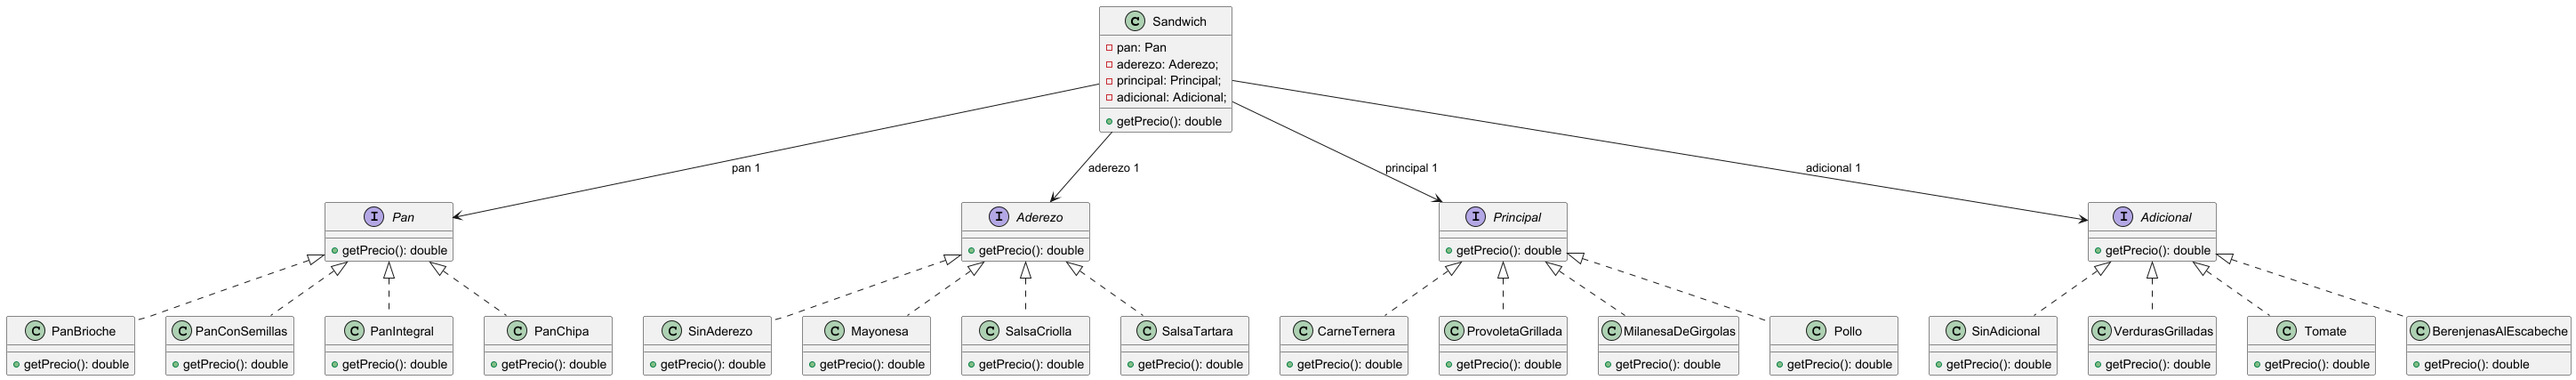 C Sandwich
pan: Pan
aderezo: Aderezo;
principal: Principal;
adicional: Adicional;
getPrecio(): double
pan 1
aderezo 1
principal 1
adicional 1
I Pan
getPrecio(): double
I Aderezo
getPrecio(): double
I Principal
getPrecio(): double
I Adicional
getPrecio(): double
C PanBrioche
getPrecio(): double
C PanConSemillas
getPrecio(): double
C PanIntegral
getPrecio(): double
C PanChipa
getPrecio(): double
C SinAderezo
getPrecio(): double
C Mayonesa
getPrecio(): double
C SalsaCriolla
getPrecio(): double
C SalsaTartara
getPrecio(): double
C CarneTernera
getPrecio(): double
C ProvoletaGrillada
getPrecio(): double
C MilanesaDeGirgolas
getPrecio(): double
C Pollo
getPrecio(): double
C SinAdicional
getPrecio(): double
C VerdurasGrilladas
getPrecio(): double
C Tomate
getPrecio(): double
C BerenjenasAlEscabeche
getPrecio(): double